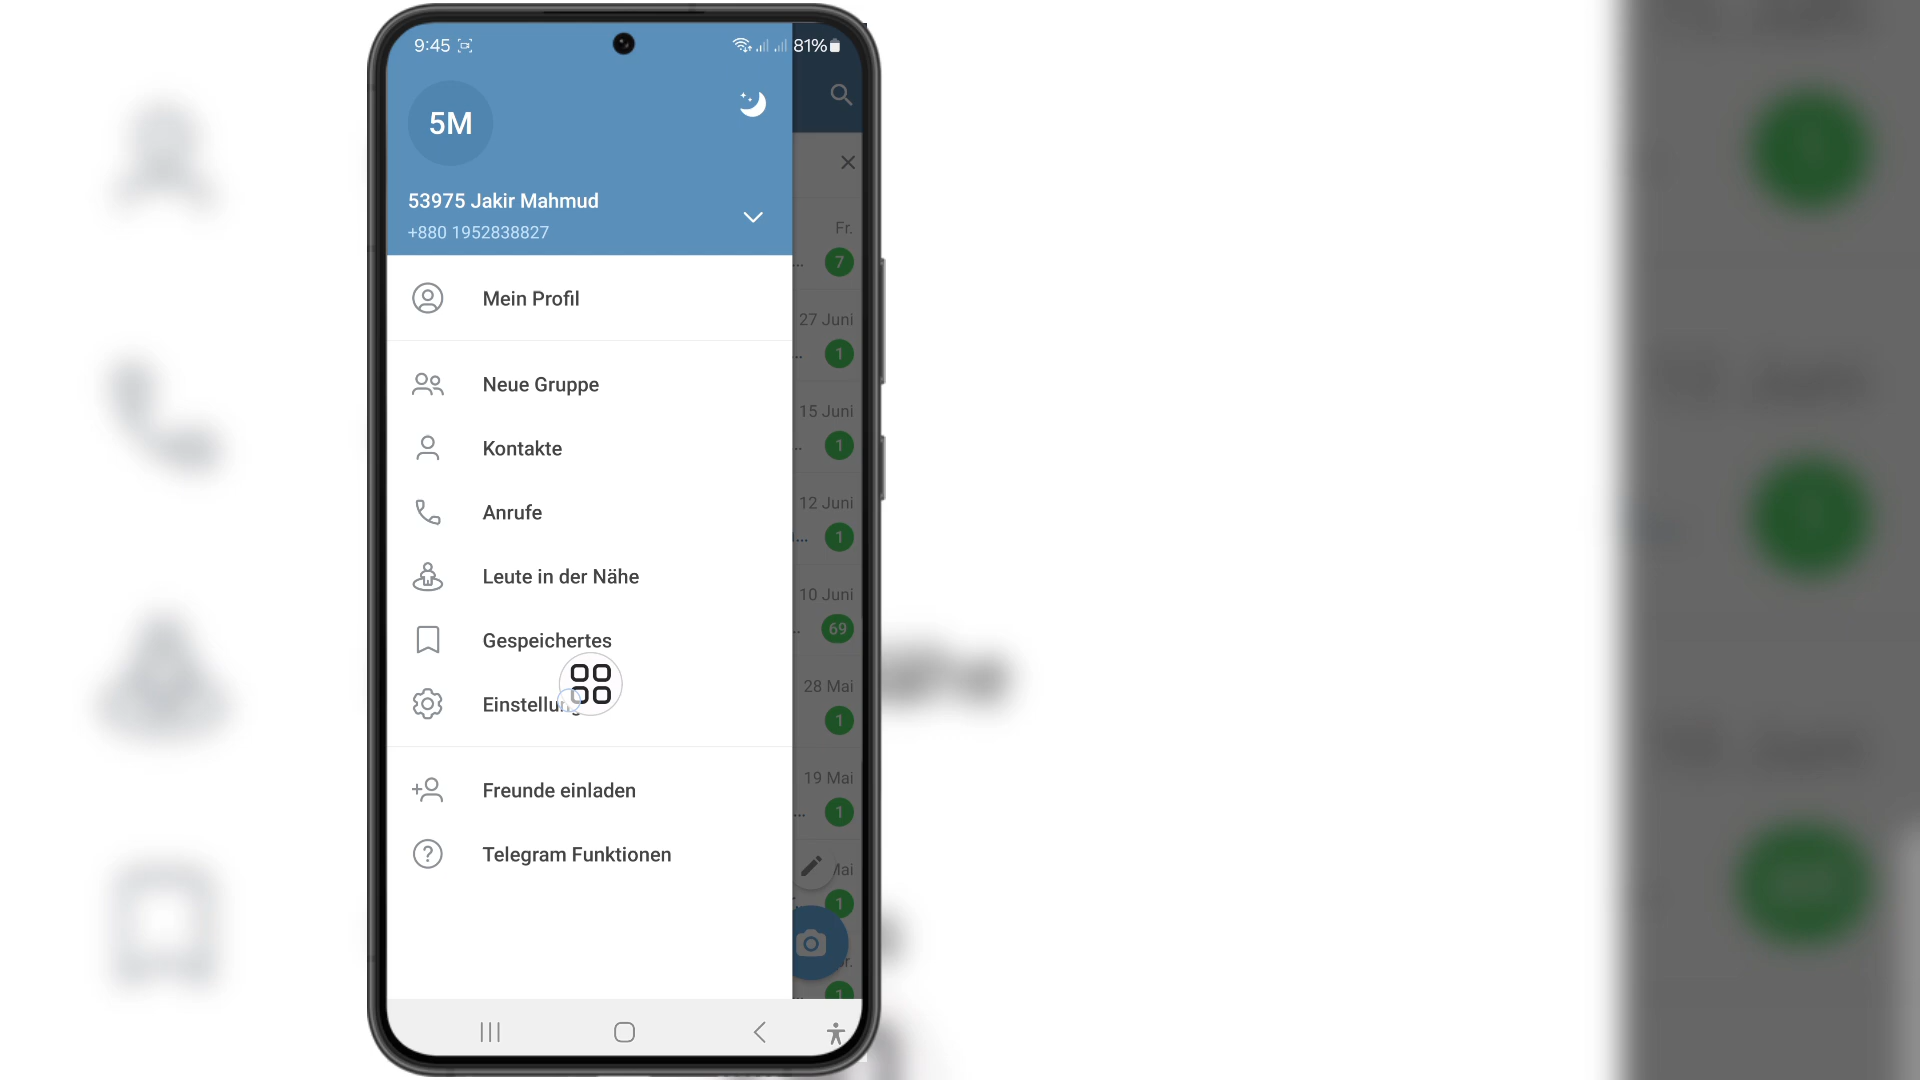 9:45
81%
5M
53975 Jakir Mahmud
+880 1952838827
Mein Profil
Fr.
7
27 Juni
1
Neue Gruppe
15 Juni
1
Kontakte
12 Juni
1
Anrufe
10 Juni
69
Leute in der Nähe
28 Mai
1
Gespeichertes
19 Mai
1
Freunde einladen
Mai
1
Telegram Funktionen
1